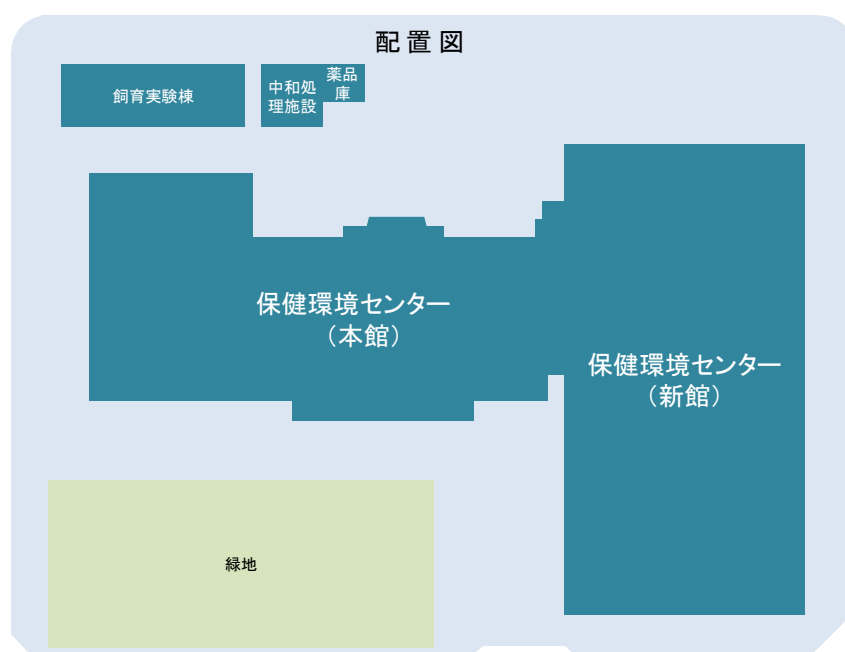 配置図
飼育実験棟
中和処
理施設
薬品
庫
保健環境センター
（本館）
保健環境センター
（新館）
緑地